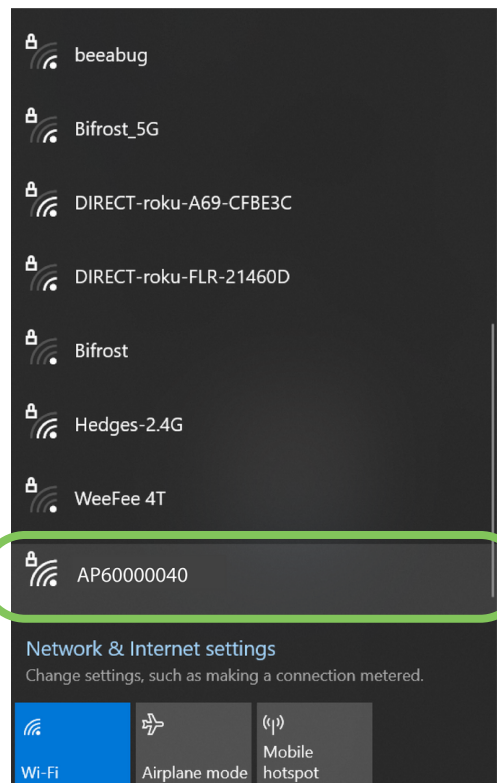 beeabug
Bifrost_5G
DIRECT-roku-A69-CFBE3C
DIRECT-roku-FLR-21460D
Bifrost
Hedges-2.4G
WeeFee 4T
AP60000040
Network & Internet settings
Change settings, such as making a connection metered.
Wi-Fi
Airplane mode
Mobile
hotspot